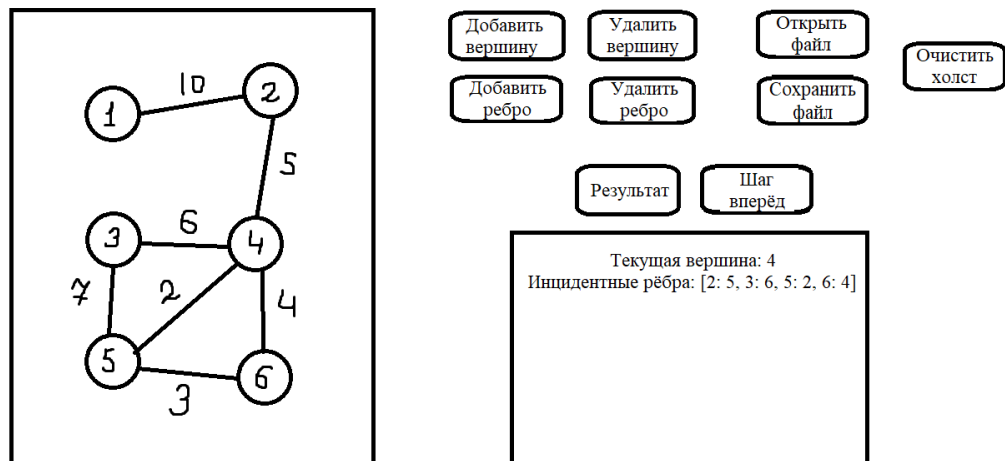 10
2
1
5
3
6
4
7
2
4
5
3
6
Добавить
вершину
Удалить
вершину
Открыть
файл
Очистить
холст
Добавить
ребро
Удалить
ребро
Сохранить
файл
Результат
Шаг
вперёд
Текущая вершина: 4
Инцидентные рёбра: [2: 5, 3: 6, 5: 2, 6: 4]